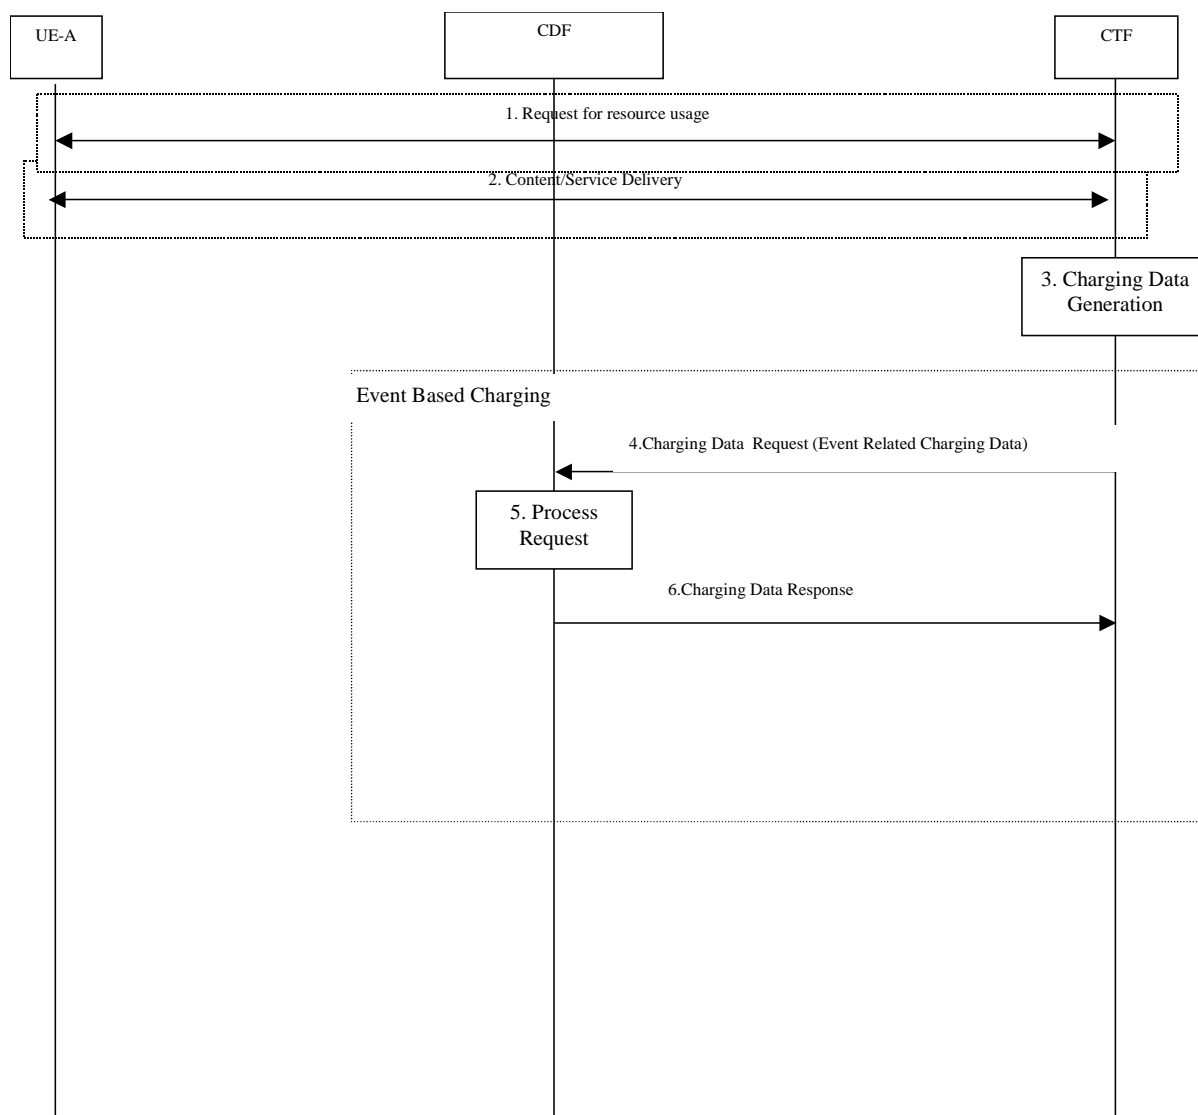 UE-A
CDF
CTF
1. Request for resource usage
2. Content/Service Delivery
3. Charging Data
Generation
Event Based Charging
4.Charging Data  Request (Event Related Charging Data)
5. Process
Request
6.Charging Data Response